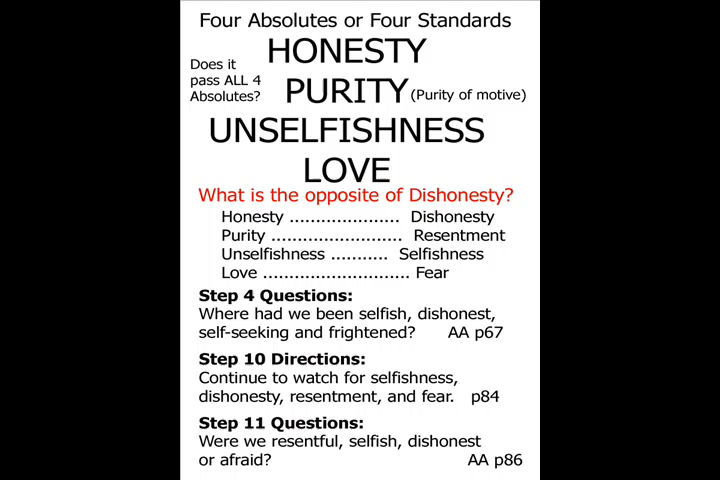 Four Absolutes or Four Standards
HONESTY
Does it
pass ALL 4
Absolutes?
PURITY (Purity of motive)
UNSELFISHNESS
LOVE
What is the opposite of Dishonesty?
Honesty ..................... Dishonesty
Purity ......................... Resentment
Unselfishness ........... Selfishness
Love ............................ Fear
Step 4 Questions:
Where had we been selfish, dishonest,
self-seeking and frightened? AA p67
Step 10 Directions:
Continue to watch for selfishness,
dishonesty, resentment, and fear. p84
Step 11 Questions:
Were we resentful, selfish, dishonest
or afraid? AA p86